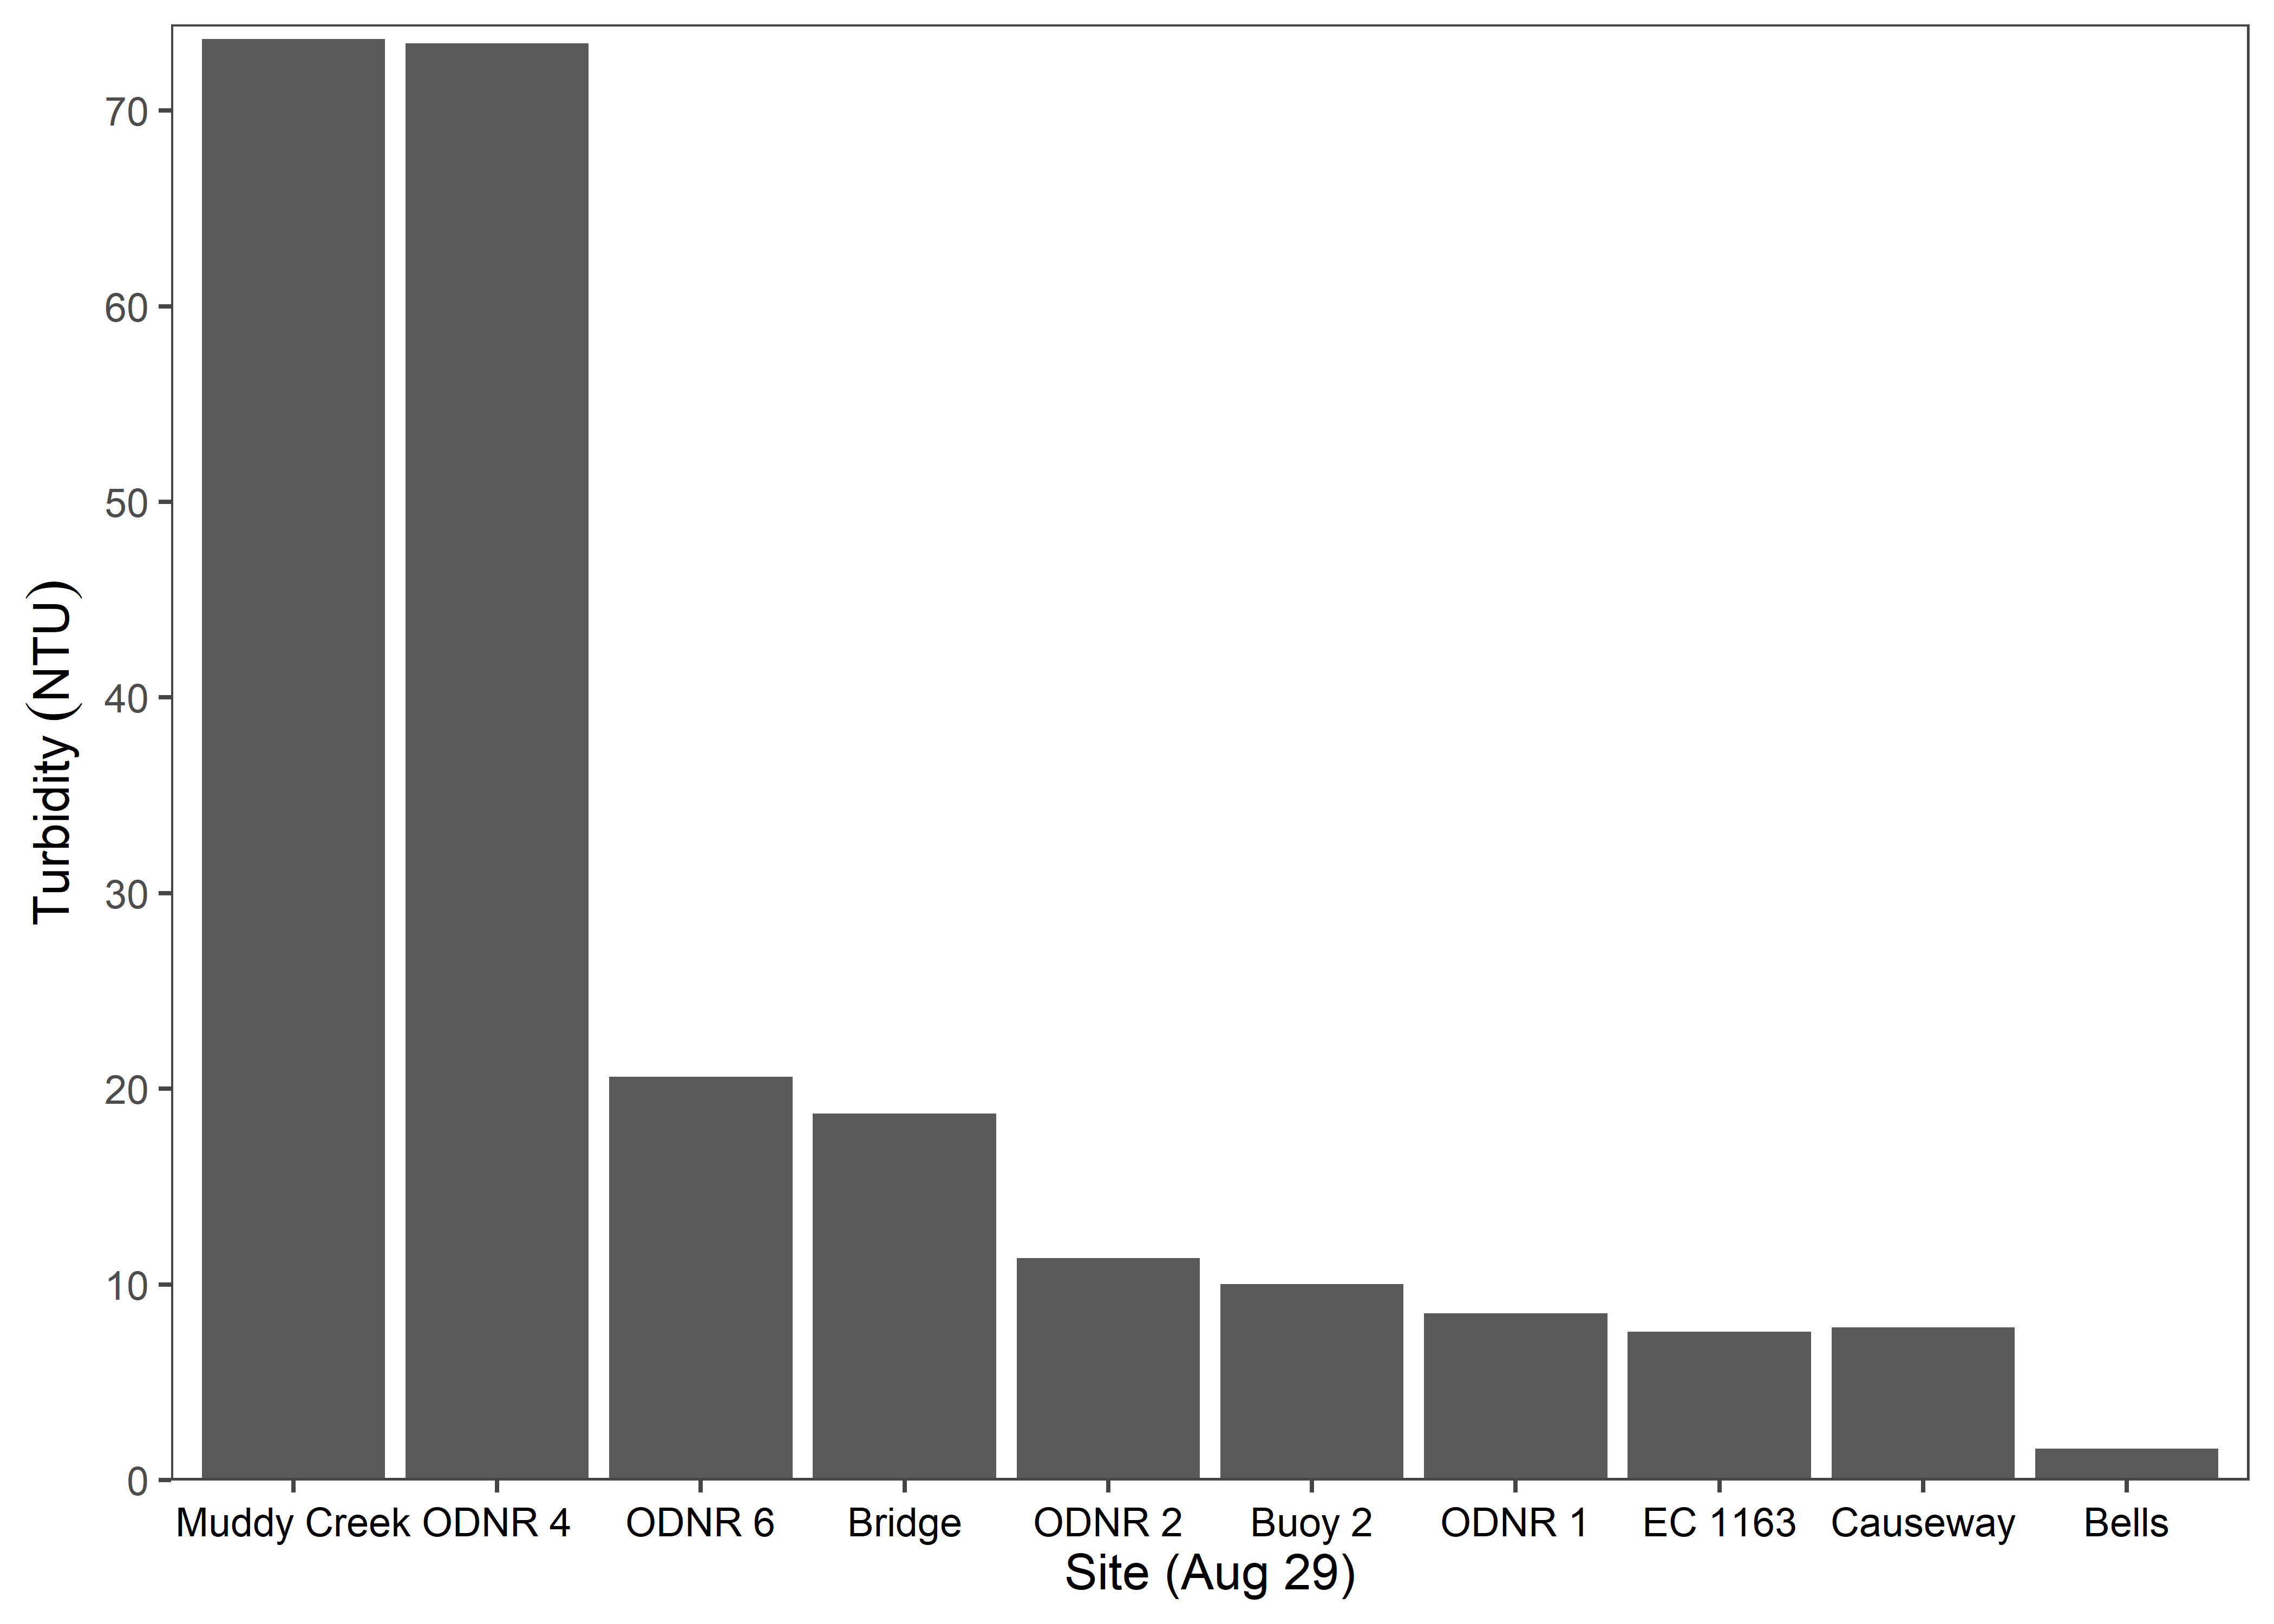 Turbidity (NTU)
70
60
50
40
30
20
10
0
Muddy Creek ODNR 4 ODNR 6 Bridge ODNR 2 Buoy 2 ODNR 1 EC 1163 Causeway Bells
Site (Aug 29)